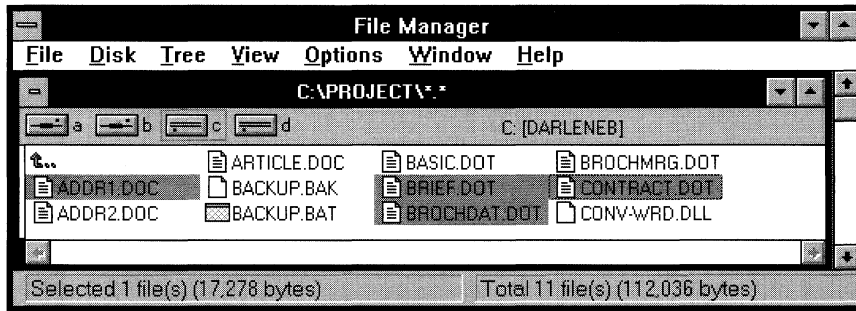 File Manager
File Disk Tree View Options Window Help
C:\PROJECT\*.*
a b c d C: [DARLENEB]
.. ARTICLE.DOC BASIC.DOT BROCHMRG.DOT
ADDR1.DOC BACKUP.BAK BRIEF.DOT CONTRACT.DOT
ADDR2.DOC BACKUP.BAT BROCHDAT.DOT CONV-WRD.DLL
Selected 1 file(s) (17,278 bytes) Total 11 file(s) (112,036 bytes)